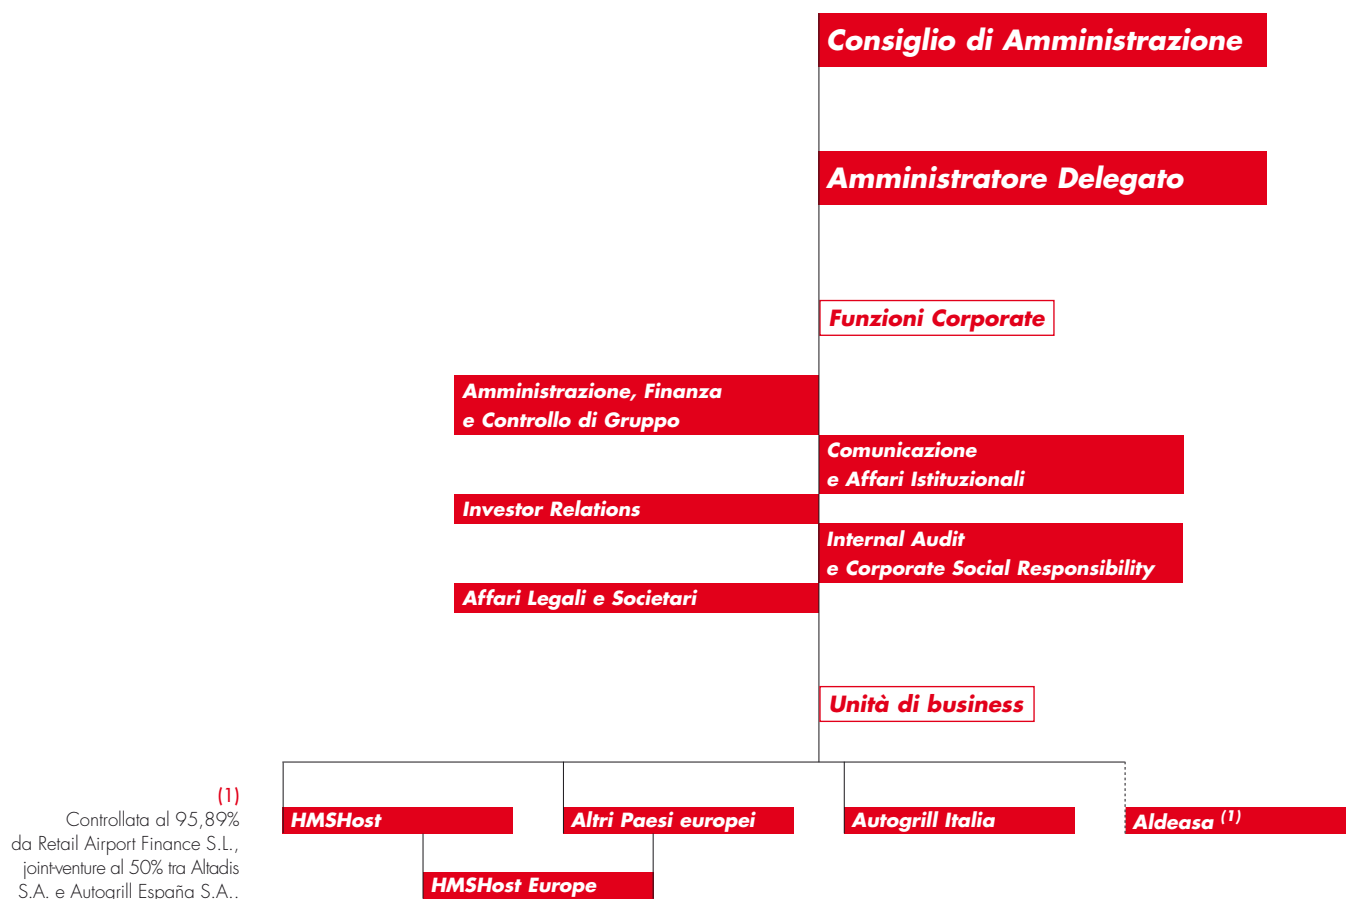 Consiglio di Amministrazione
Amministratore Delegato
Funzioni Corporate
Amministrazione, Finanza
e Controllo di Gruppo
Comunicazione
e Affari Istituzionali
Investor Relations
Internal Audit
e Corporate Social Responsibility
Affari Legali e Societari
Unità di business
HMSHost
Altri Paesi europei
Autogrill Italia
Aldeasa (1)
HMSHost Europe
(1)
Controllata al 95,89%
da Retail Airport Finance S.L.,
joint-venture al 50% tra Altadis
S.A. e Autogrill España S.A..